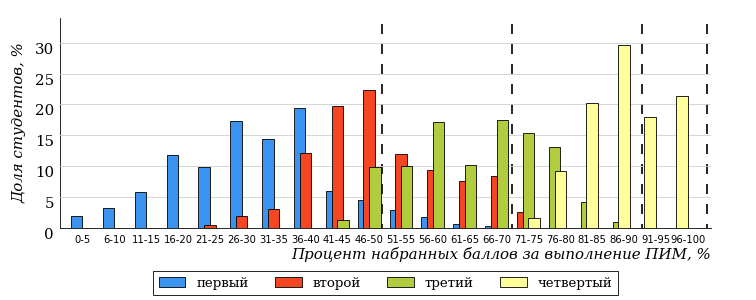 Доля студентов, %
30
25
20
15
10
5
0
0-5 6-10 11-15 16-20 21-25 26-30 31-35 36-40 41-45 46-50 51-55 56-60 61-65 66-70 71-75 76-80 81-85 86-90 91-95 96-100
Процент набранных баллов за выполнение ПИМ, %
первый второй третий четвертый